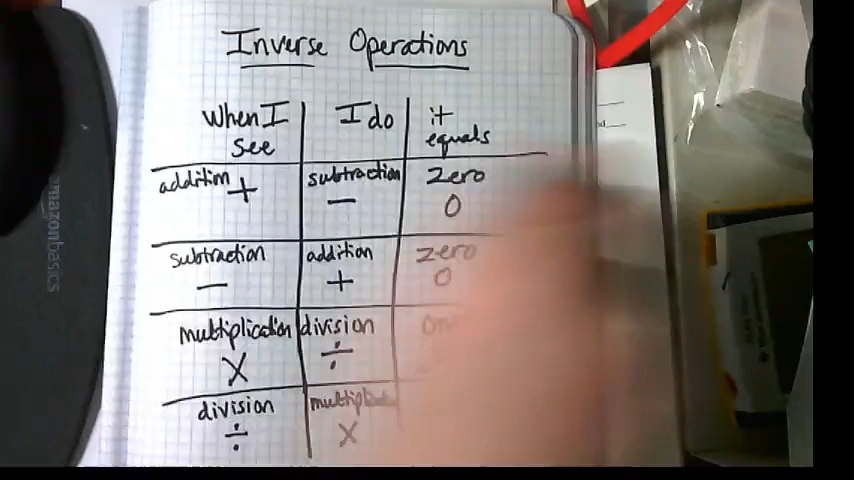 Inverse Operations
When I see
I do
it equals
addition +
subtraction −
zero 0
subtraction −
addition +
zero 0
multiplication X
division ÷
division ÷
X
amazonbasics